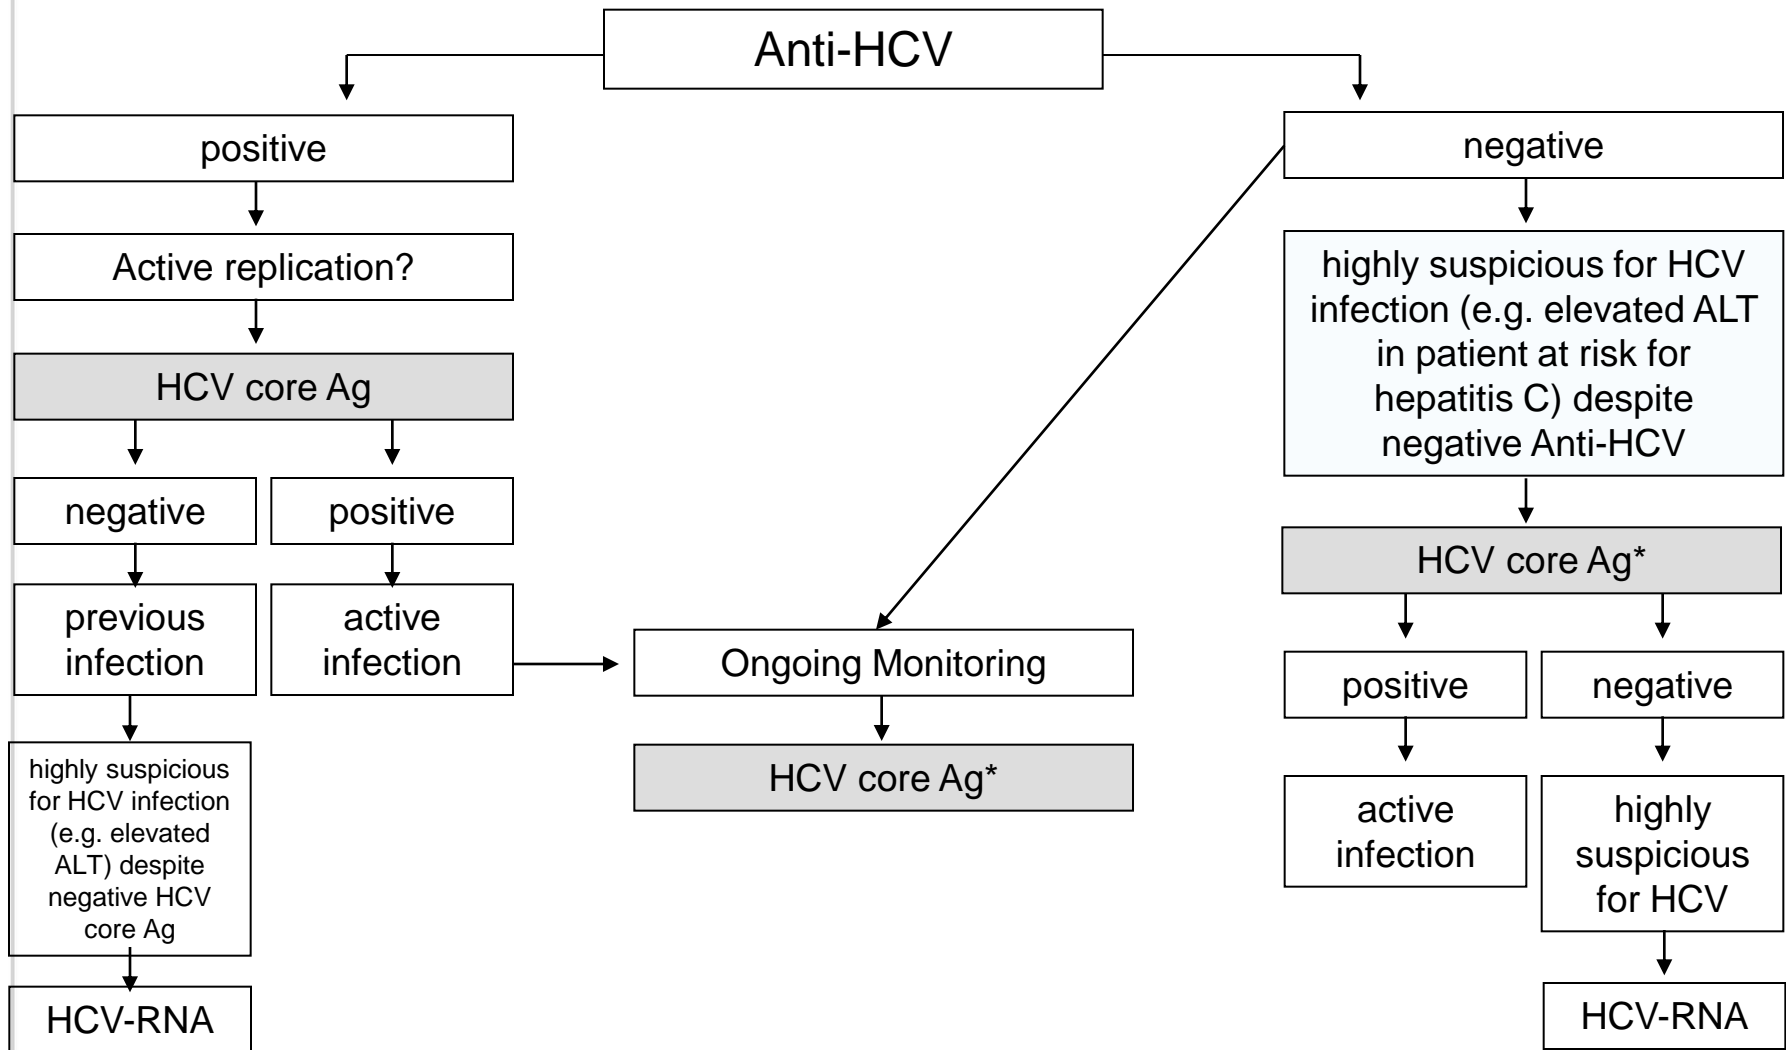 Anti-HCV
positive
negative
Active replication?
highly suspicious for HCV
infection (e.g. elevated ALT
in patient at risk for
hepatitis C) despite
negative Anti-HCV
HCV core Ag
negative
positive
HCV core Ag*
previous
infection
active
infection
Ongoing Monitoring
positive
negative
highly suspicious
for HCV infection
(e.g. elevated
ALT) despite
negative HCV
core Ag
HCV core Ag*
active
infection
highly
suspicious
for HCV
HCV-RNA
HCV-RNA